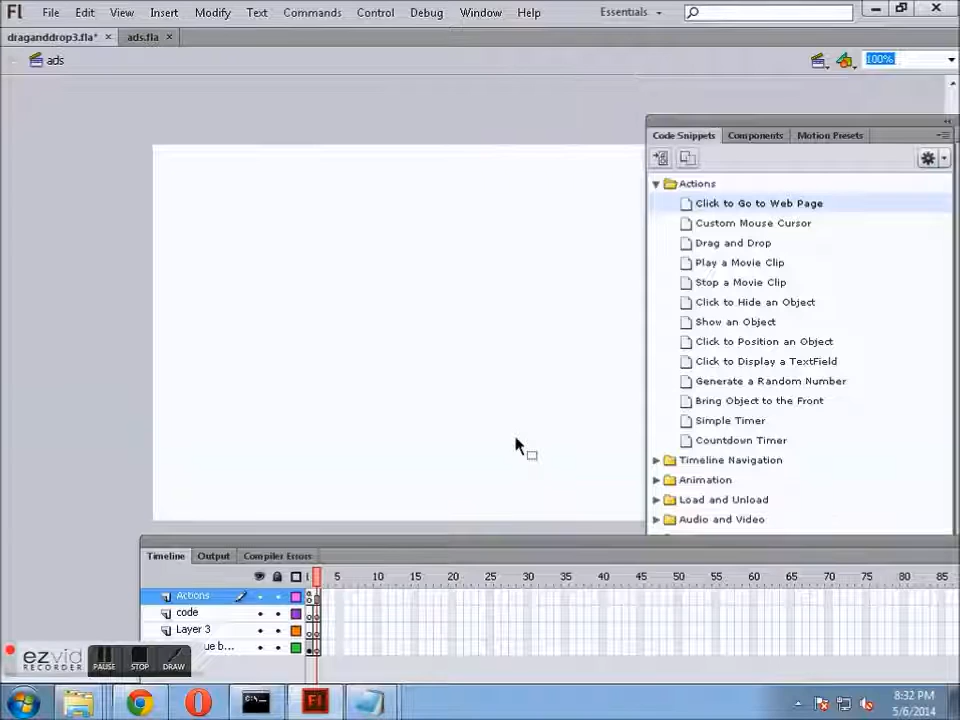 Fl File Edit View Insert Modify Text Commands Control Debug Window Help Essentials
draganddrop3.fla* × ads.fla ×
ads 100%
Code Snippets Components Motion Presets
Actions
Click to Go to Web Page
Custom Mouse Cursor
Drag and Drop
Play a Movie Clip
Stop a Movie Clip
Click to Hide an Object
Show an Object
Click to Position an Object
Click to Display a TextField
Generate a Random Number
Bring Object to the Front
Simple Timer
Countdown Timer
Timeline Navigation
Animation
Load and Unload
Audio and Video
Timeline Output Compiler Errors
5 10 15 20 25 30 35 40 45 50 55 60 65 70 75 80 85
Actions
code
Layer 3
ue b...
ezvid
RECORDER
PAUSE STOP DRAW
Fl
8:32 PM
5/6/2014